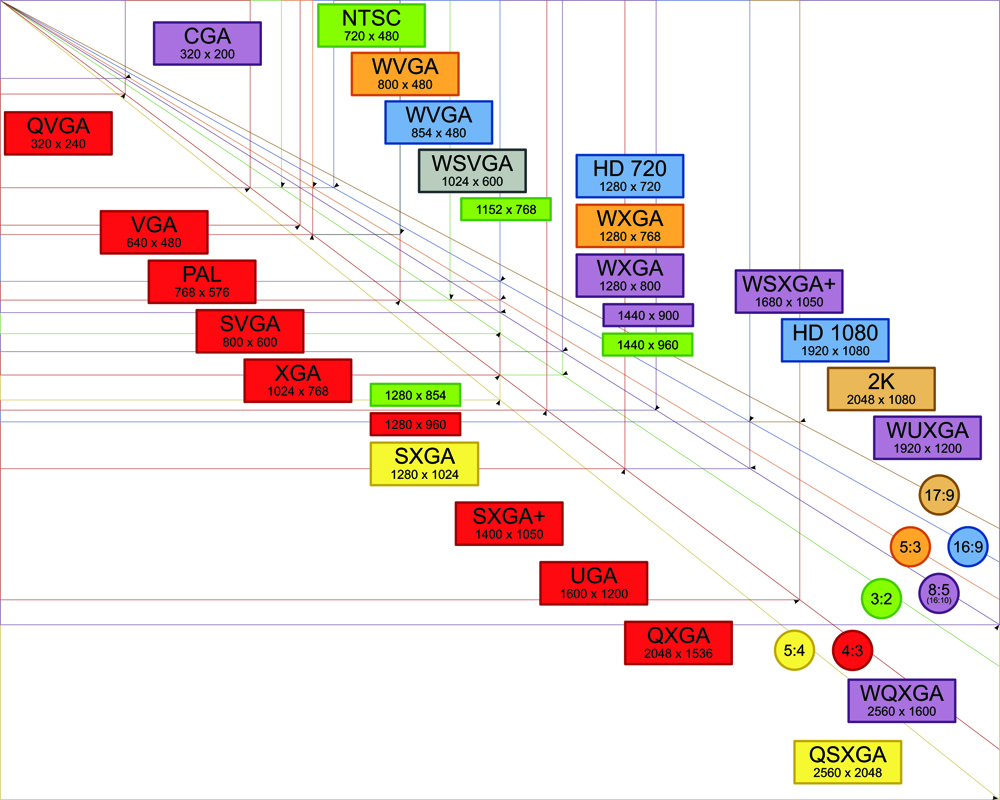 CGA
320 x 200
NTSC
720 x 480
WVGA
800 x 480
WVGA
854 x 480
QVGA
320 x 240
WSVGA
1024 x 600
HD 720
1280 x 720
1152 x 768
WXGA
1280 x 768
VGA
640 x 480
WXGA
1280 x 800
PAL
768 x 576
WSXGA+
1680 x 1050
1440 x 900
SVGA
800 x 600
HD 1080
1920 x 1080
1440 x 960
XGA
1024 x 768
2K
2048 x 1080
1280 x 854
1280 x 960
WUXGA
1920 x 1200
SXGA
1280 x 1024
17:9
SXGA+
1400 x 1050
5:3
16:9
UGA
1600 x 1200
3:2
8:5
(16:10)
QXGA
2048 x 1536
5:4
4:3
WQXGA
2560 x 1600
QSXGA
2560 x 2048